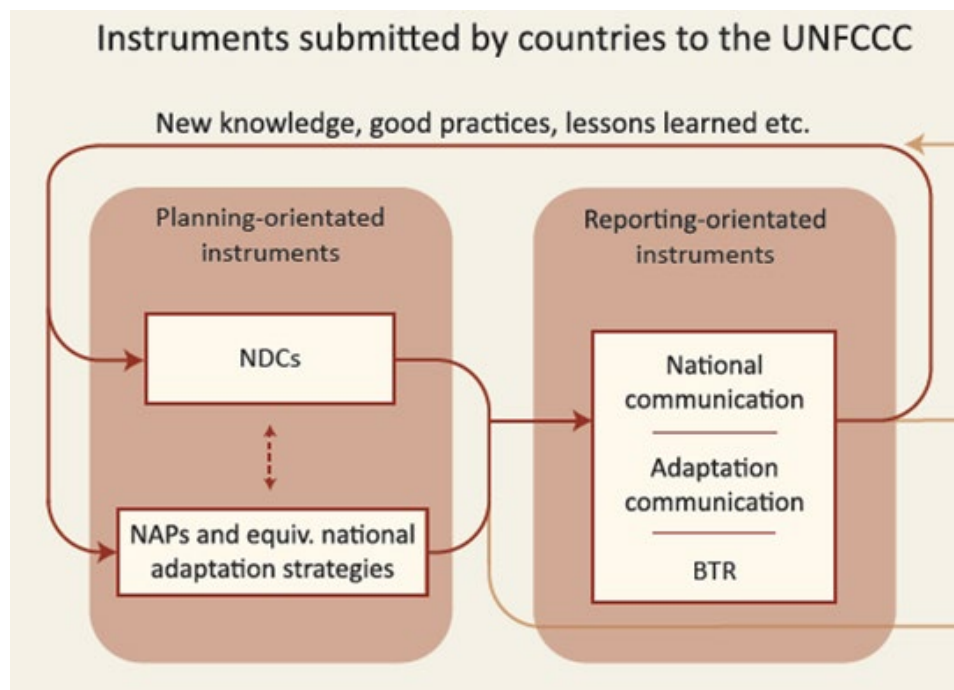 Instruments submitted by countries to the UNFCCC
New knowledge, good practices, lessons learned etc.
Planning-orientated
instruments
NDCs
NAPs and equiv. national
adaptation strategies
Reporting-orientated
instruments
National
communication
Adaptation
communication
BTR